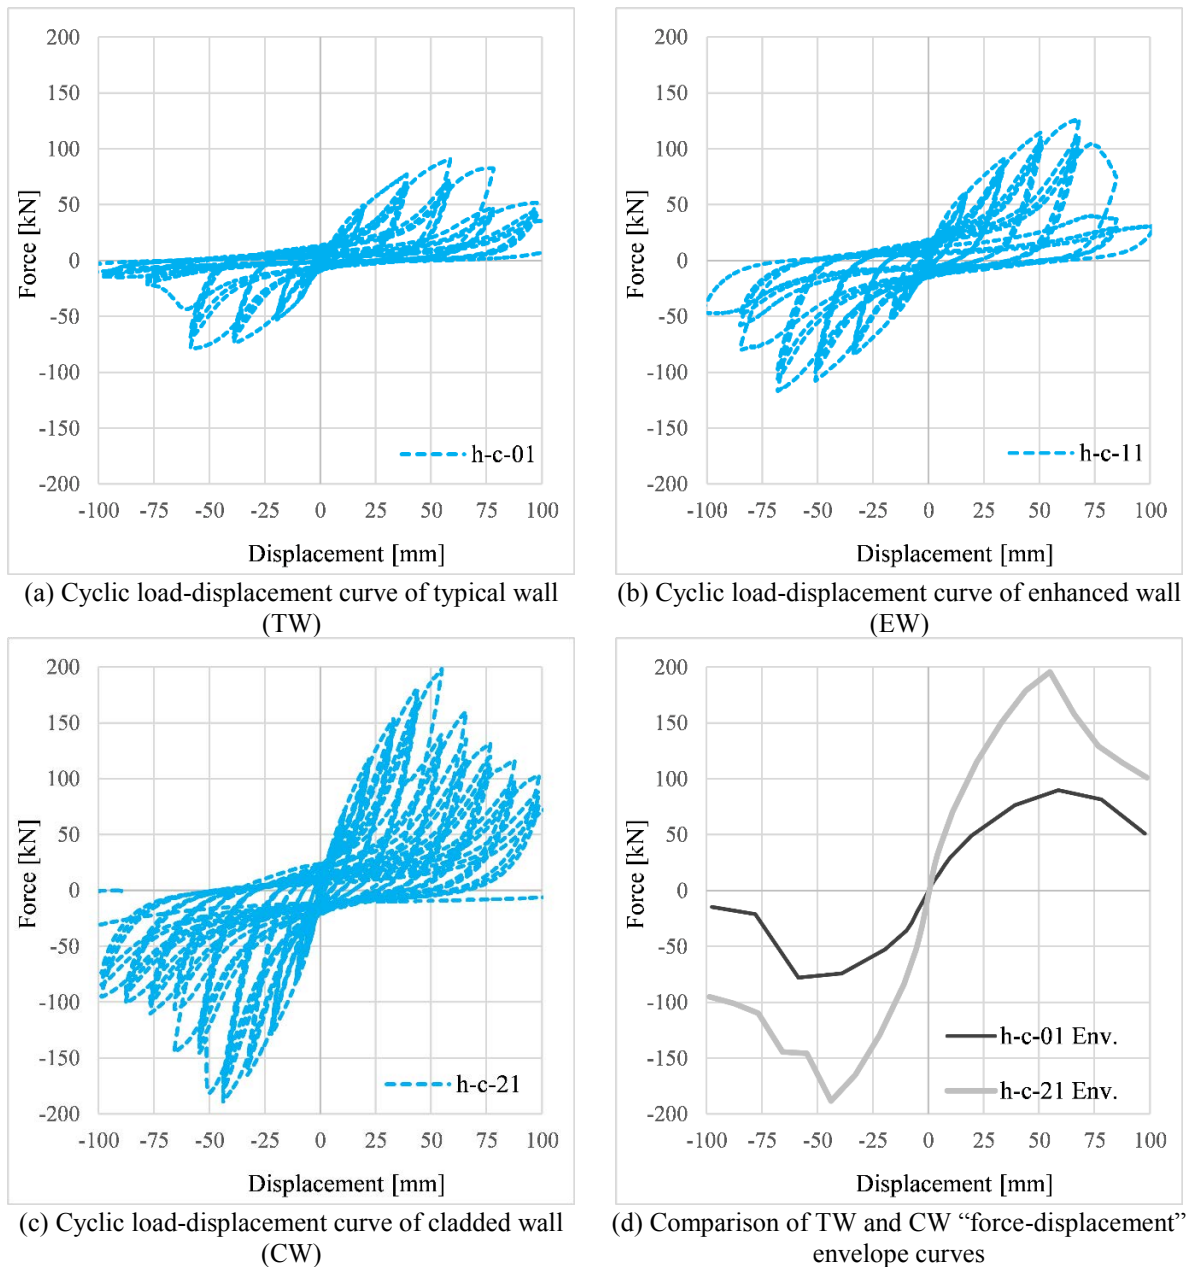 200
150
100
50
0
-50
-100
-150
-200
Force [kN]
h-c-01
-100 -75 -50 -25 0 25 50 75 100
Displacement [mm]
(a) Cyclic load-displacement curve of typical wall
(TW)
200
150
100
50
0
-50
-100
-150
-200
Force [kN]
h-c-11
-100 -75 -50 -25 0 25 50 75 100
Displacement [mm]
(b) Cyclic load-displacement curve of enhanced wall
(EW)
200
150
100
50
0
-50
-100
-150
-200
Force [kN]
h-c-21
-100 -75 -50 -25 0 25 50 75 100
Displacement [mm]
(c) Cyclic load-displacement curve of cladded wall
(CW)
200
150
100
50
0
-50
-100
-150
-200
Force [kN]
h-c-01 Env.
h-c-21 Env.
-100 -75 -50 -25 0 25 50 75 100
Displacement [mm]
(d) Comparison of TW and CW “force-displacement”
envelope curves